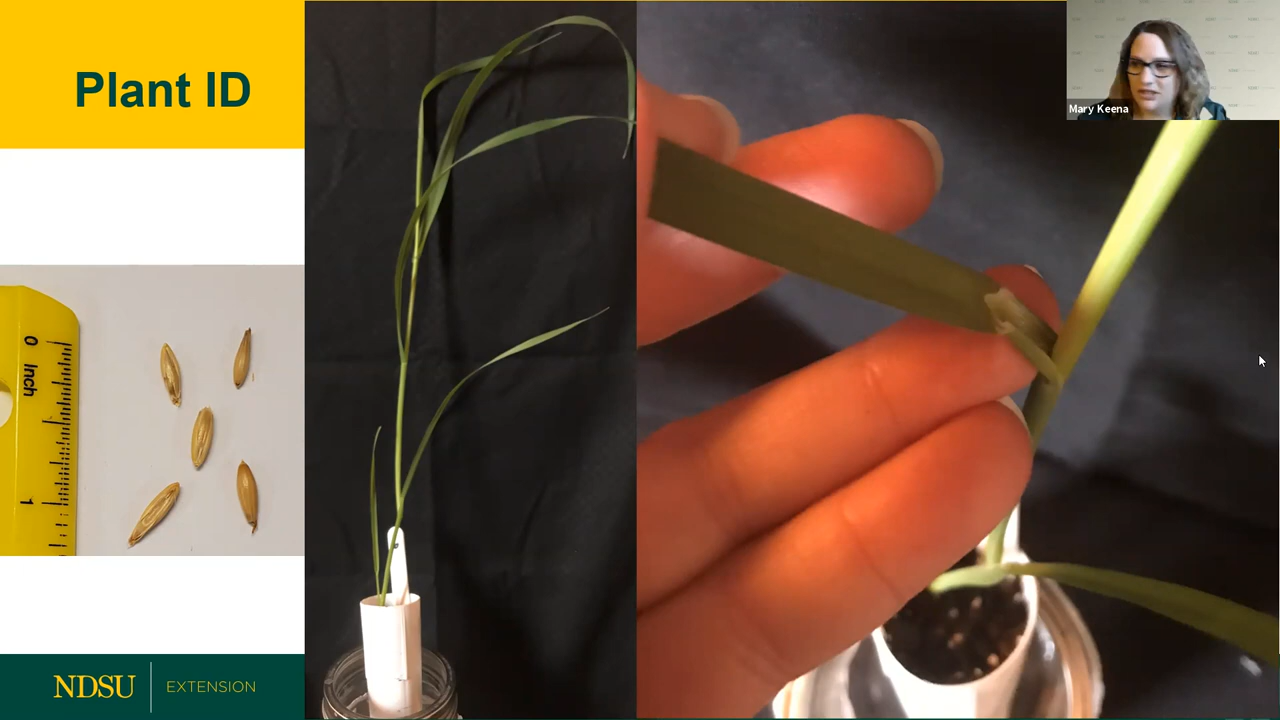 Plant ID
Mary Keena
0
Inch
1
NDSU
EXTENSION